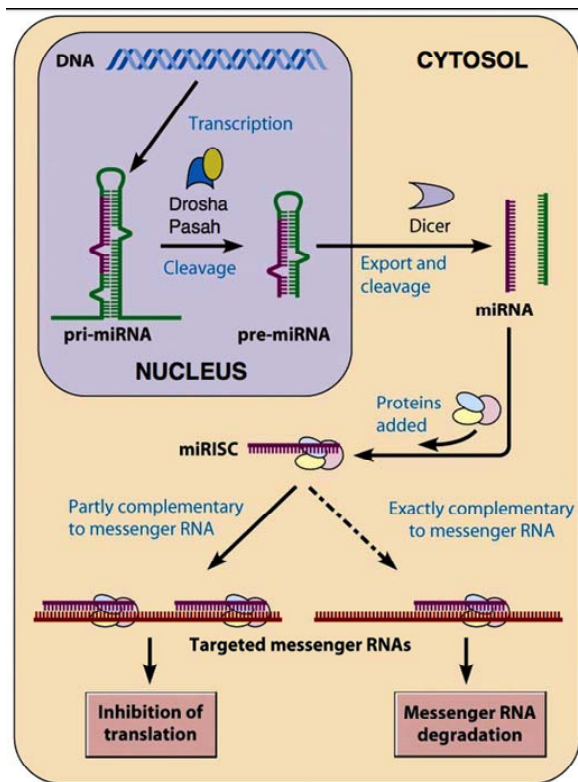 DNA
CYTOSOL
Transcription
Drosha
Pasah
Cleavage
Dicer
Export and
cleavage
pri-miRNA
pre-miRNA
miRNA
NUCLEUS
Proteins
added
miRISC
Partly complementary
to messenger RNA
Exactly complementary
to messenger RNA
Targeted messenger RNAs
Inhibition of
translation
Messenger RNA
degradation